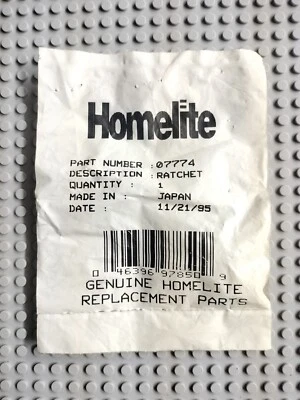 Homelite
PART NUMBER : 07774
DESCRIPTION : RATCHET
QUANTITY : 1
MADE IN : JAPAN
DATE : 11/21/95
0 46396 97850 9
GENUINE HOMELITE
REPLACEMENT PARTS